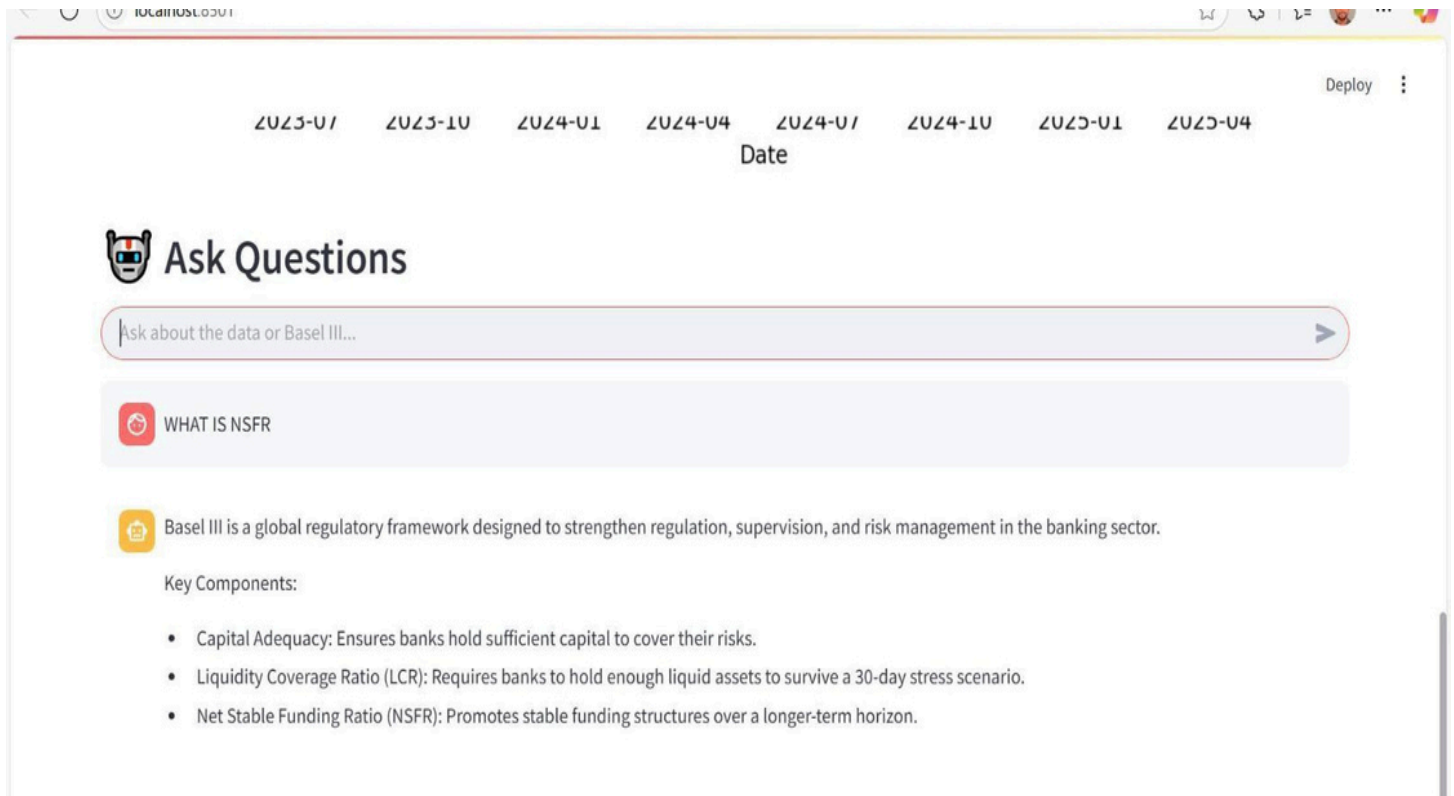 localhost:8501
Deploy
2023-07 2023-10 2024-01 2024-04 2024-07 2024-10 2025-01 2025-04
Date
Ask Questions
Ask about the data or Basel III...
WHAT IS NSFR
Basel III is a global regulatory framework designed to strengthen regulation, supervision, and risk management in the banking sector.
Key Components:
• Capital Adequacy: Ensures banks hold sufficient capital to cover their risks.
• Liquidity Coverage Ratio (LCR): Requires banks to hold enough liquid assets to survive a 30-day stress scenario.
• Net Stable Funding Ratio (NSFR): Promotes stable funding structures over a longer-term horizon.